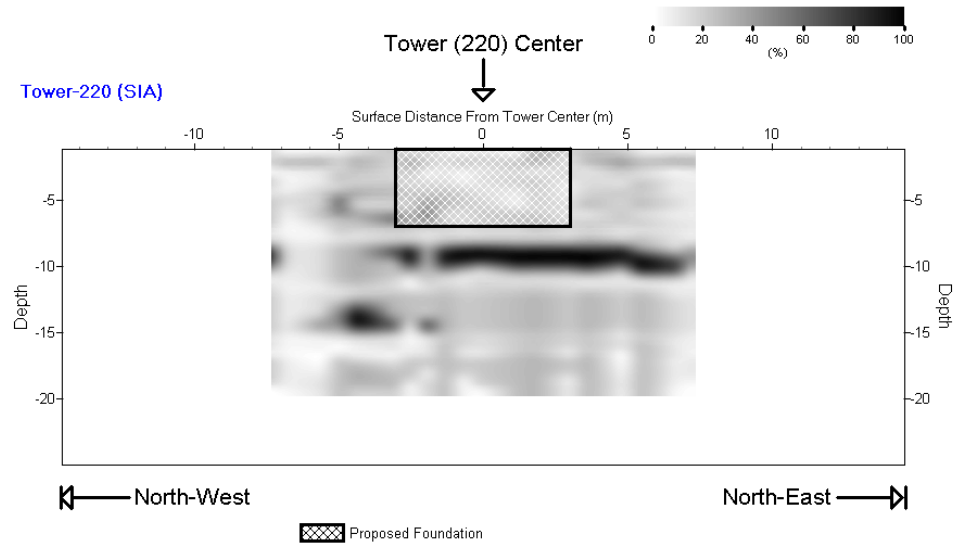 0 20 40 60 80 100
(%)
Tower (220) Center
Tower-220 (SIA)
Surface Distance From Tower Center (m)
-10 -5 0 5 10
-5 -5
-10 -10
-15 -15
-20 -20
Depth
Depth
North-West
North-East
Proposed Foundation